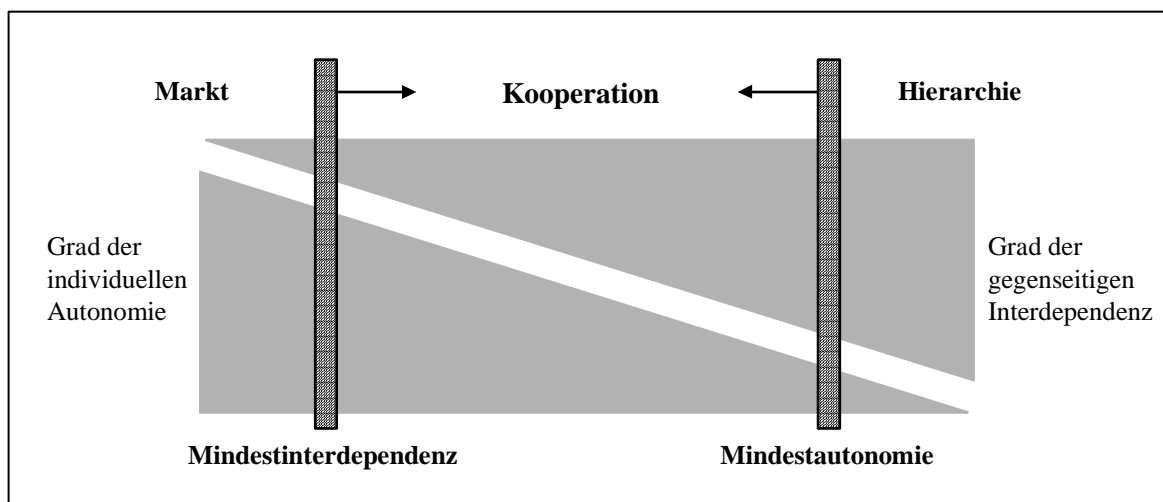 Markt
Kooperation
Hierarchie
Grad der
individuellen
Autonomie
Grad der
gegenseitigen
Interdependenz
Mindestinterdependenz
Mindestautonomie